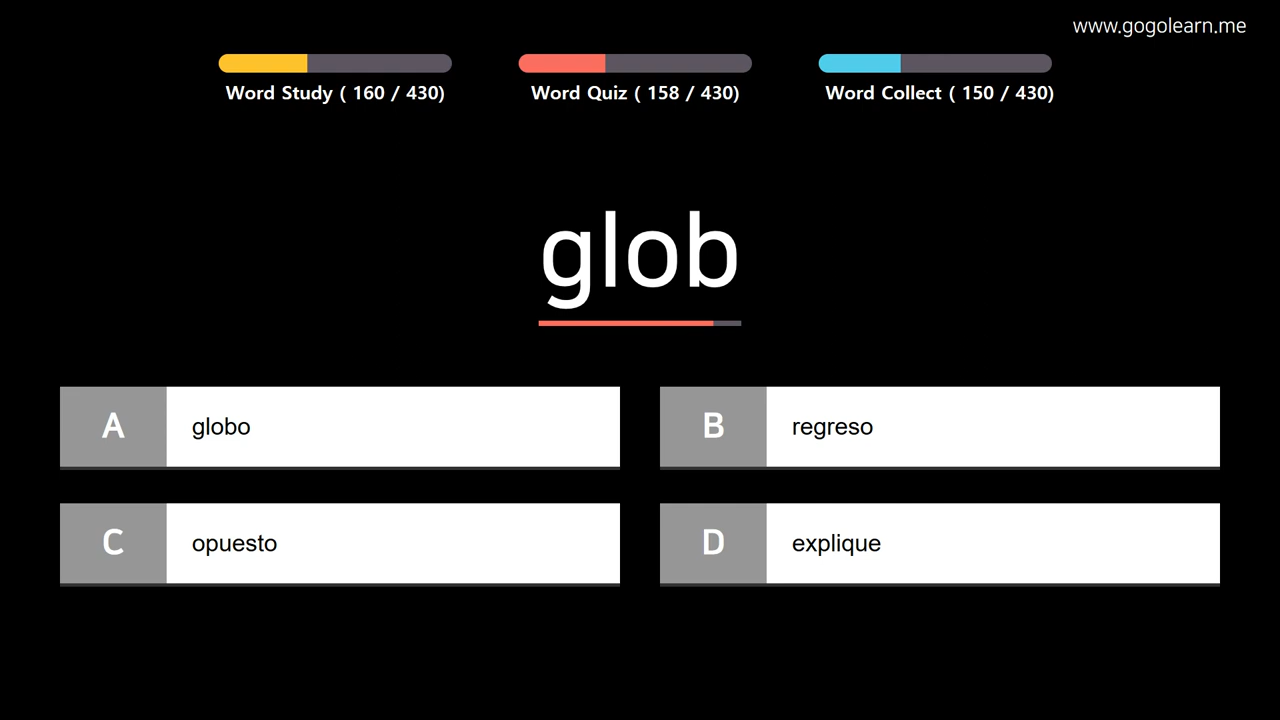 www.gogolearn.me
Word Study ( 160 / 430)
Word Quiz ( 158 / 430)
Word Collect ( 150 / 430)
glob
A globo
B regreso
C opuesto
D explique